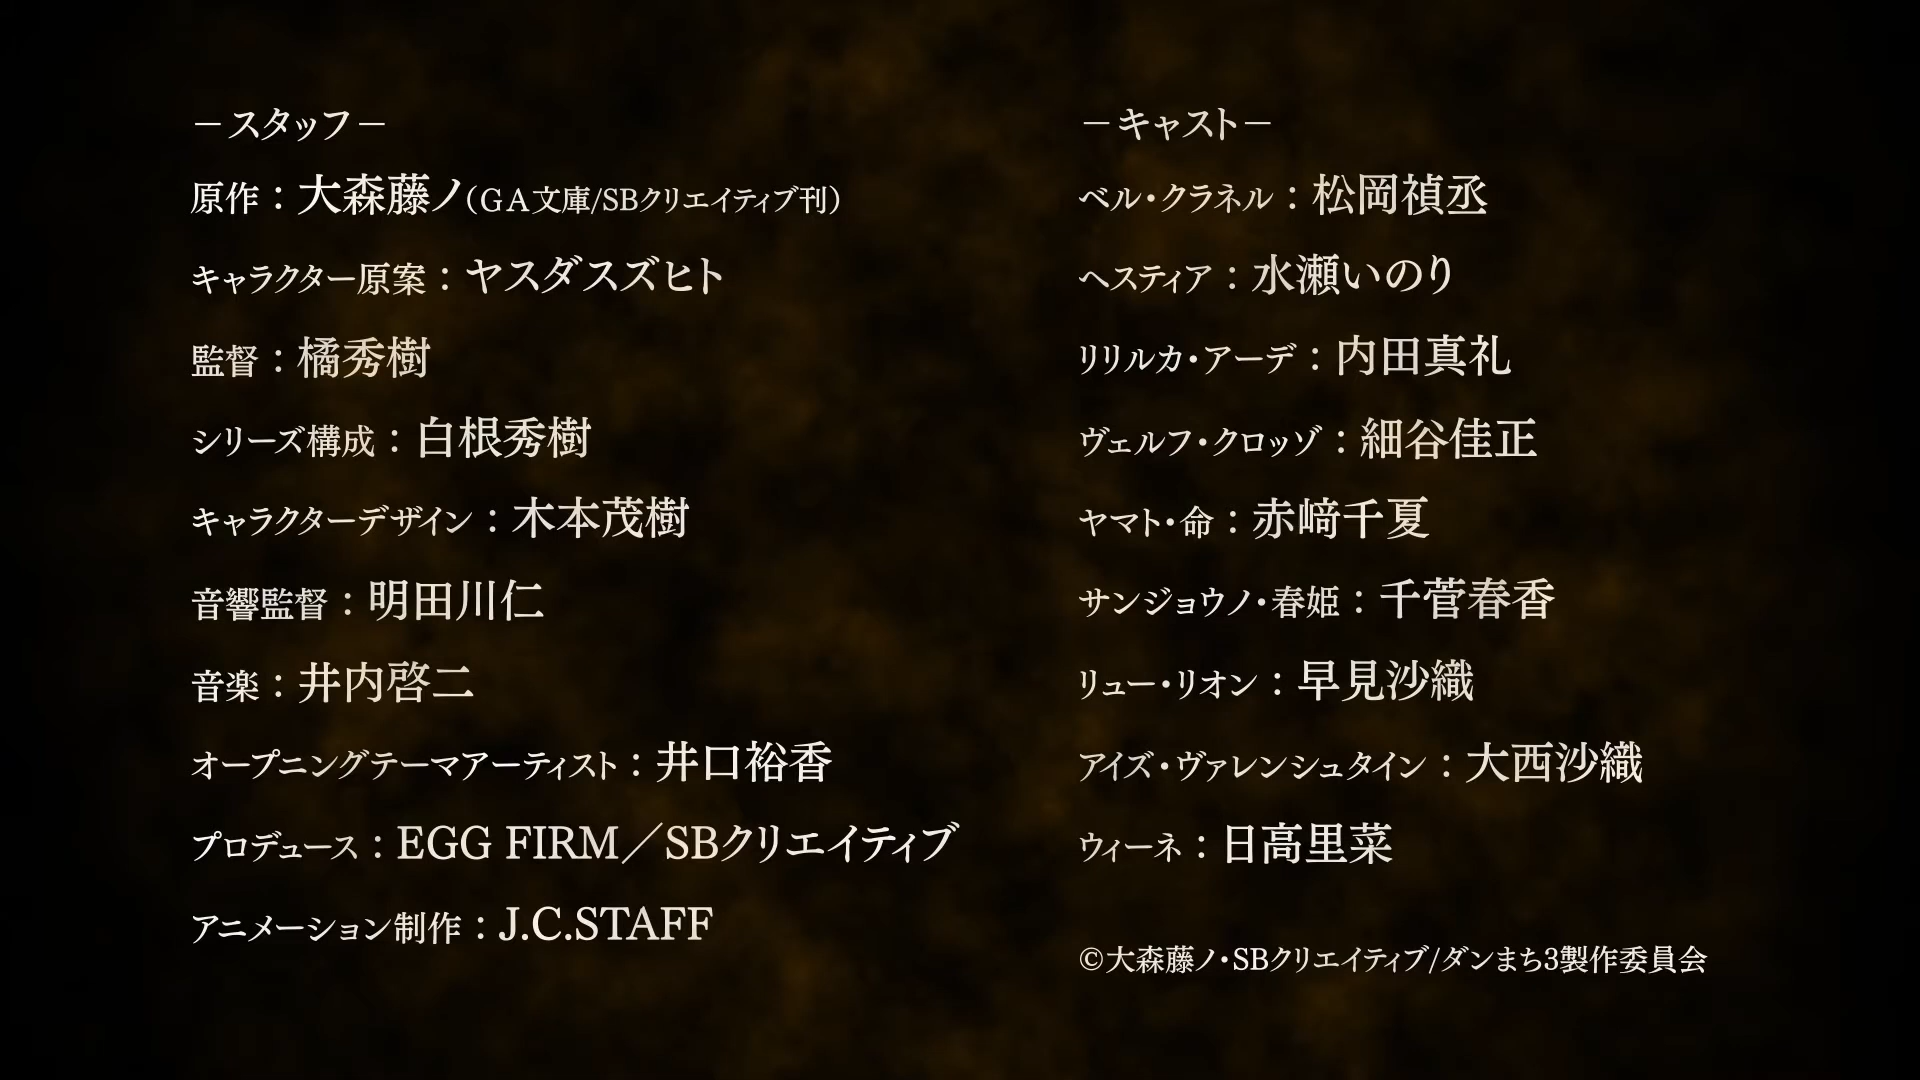 －スタッフ－
原作：大森藤ノ(ＧＡ文庫/SBクリエイティブ刊)
キャラクター原案：ヤスダスズヒト
監督：橘秀樹
シリーズ構成：白根秀樹
キャラクターデザイン：木本茂樹
音響監督：明田川仁
音楽：井内啓二
オープニングテーマアーティスト：井口裕香
プロデュース：EGG FIRM／SBクリエイティブ
アニメーション制作：J.C.STAFF
－キャスト－
ベル・クラネル：松岡禎丞
ヘスティア：水瀬いのり
リリルカ・アーデ：内田真礼
ヴェルフ・クロッゾ：細谷佳正
ヤマト・命：赤﨑千夏
サンジョウノ・春姫：千菅春香
リュー・リオン：早見沙織
アイズ・ヴァレンシュタイン：大西沙織
ウィーネ：日高里菜
©大森藤ノ・SBクリエイティブ/ダンまち3製作委員会